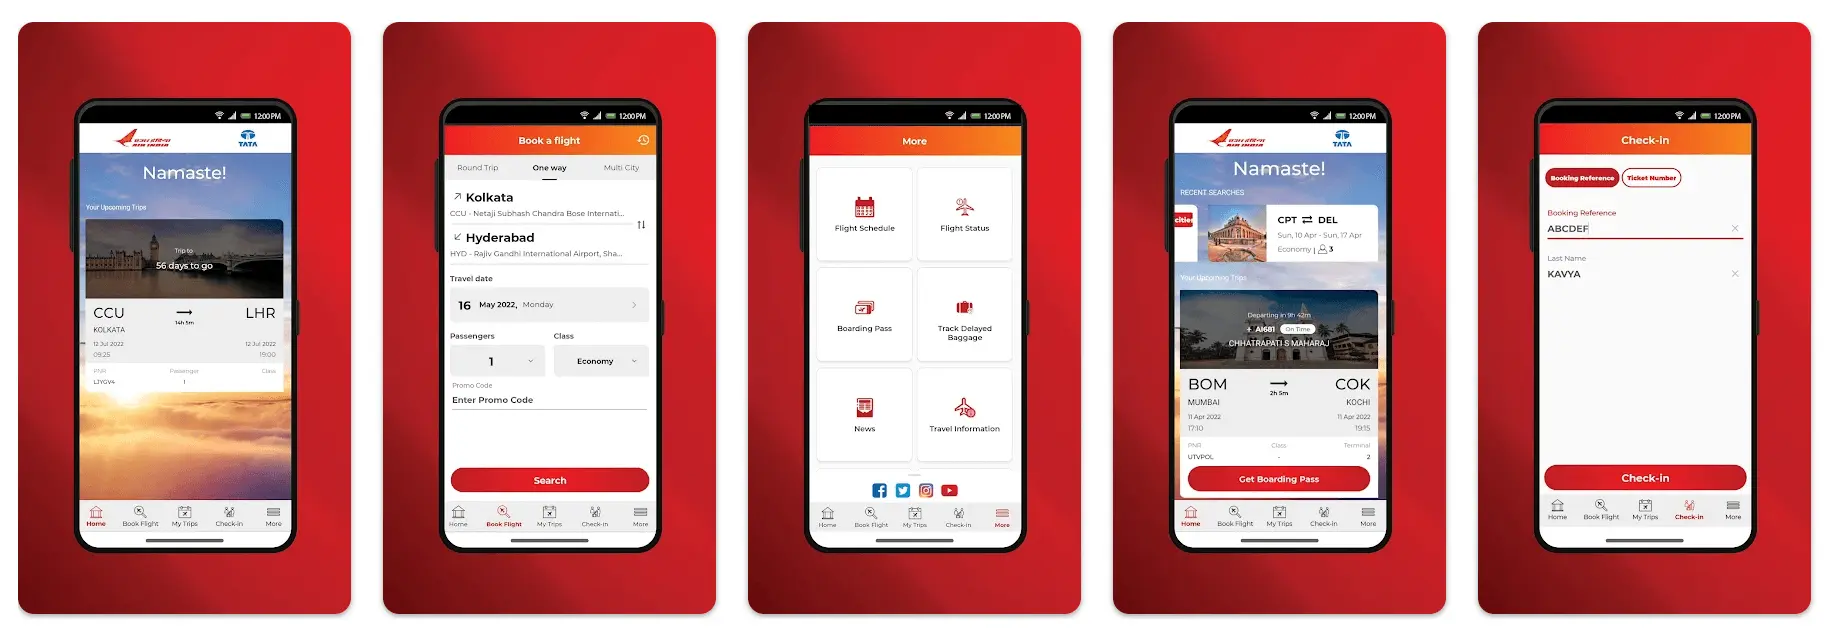 12:00PM
एअर इंडिया
AIR INDIA
TATA
Namaste!
Your Upcoming Trips
Trip to
56 days to go
CCU
LHR
14h 5m
KOLKATA
12 Jul 2022
12 Jul 2022
09:25
19:00
PNR
Passenger
Class
LJYGV4
1
Home
Book Flight
My Trips
Check-in
More
12:00PM
Book a flight
Round Trip
One way
Multi City
Kolkata
CCU - Netaji Subhash Chandra Bose Internati...
Hyderabad
HYD - Rajiv Gandhi International Airport, Sha...
Travel date
16 May 2022, Monday
Passengers
Class
1
Economy
Promo Code
Enter Promo Code
Search
Home
Book Flight
My Trips
Check-in
More
12:00PM
More
Flight Schedule
Flight Status
Boarding Pass
Track Delayed
Baggage
News
Travel Information
Home
Book Flight
My Trips
Check-in
More
12:00PM
एअर इंडिया
AIR INDIA
TATA
Namaste!
RECENT SEARCHES
cities
CPT ⇄ DEL
Sun, 10 Apr - Sun, 17 Apr
Economy | 3
Your Upcoming Trips
Departing in 9h 42m
AI681 On Time
CHHATRAPATI S MAHARAJ
BOM
COK
2h 5m
MUMBAI
KOCHI
11 Apr 2022
11 Apr 2022
17:10
19:15
PNR
Class
Terminal
UTVPOL
-
2
Get Boarding Pass
Home
Book Flight
My Trips
Check-in
More
12:00PM
Check-in
Booking Reference
Ticket Number
Booking Reference
ABCDEF
Last Name
KAVYA
Check-in
Home
Book Flight
My Trips
Check-in
More